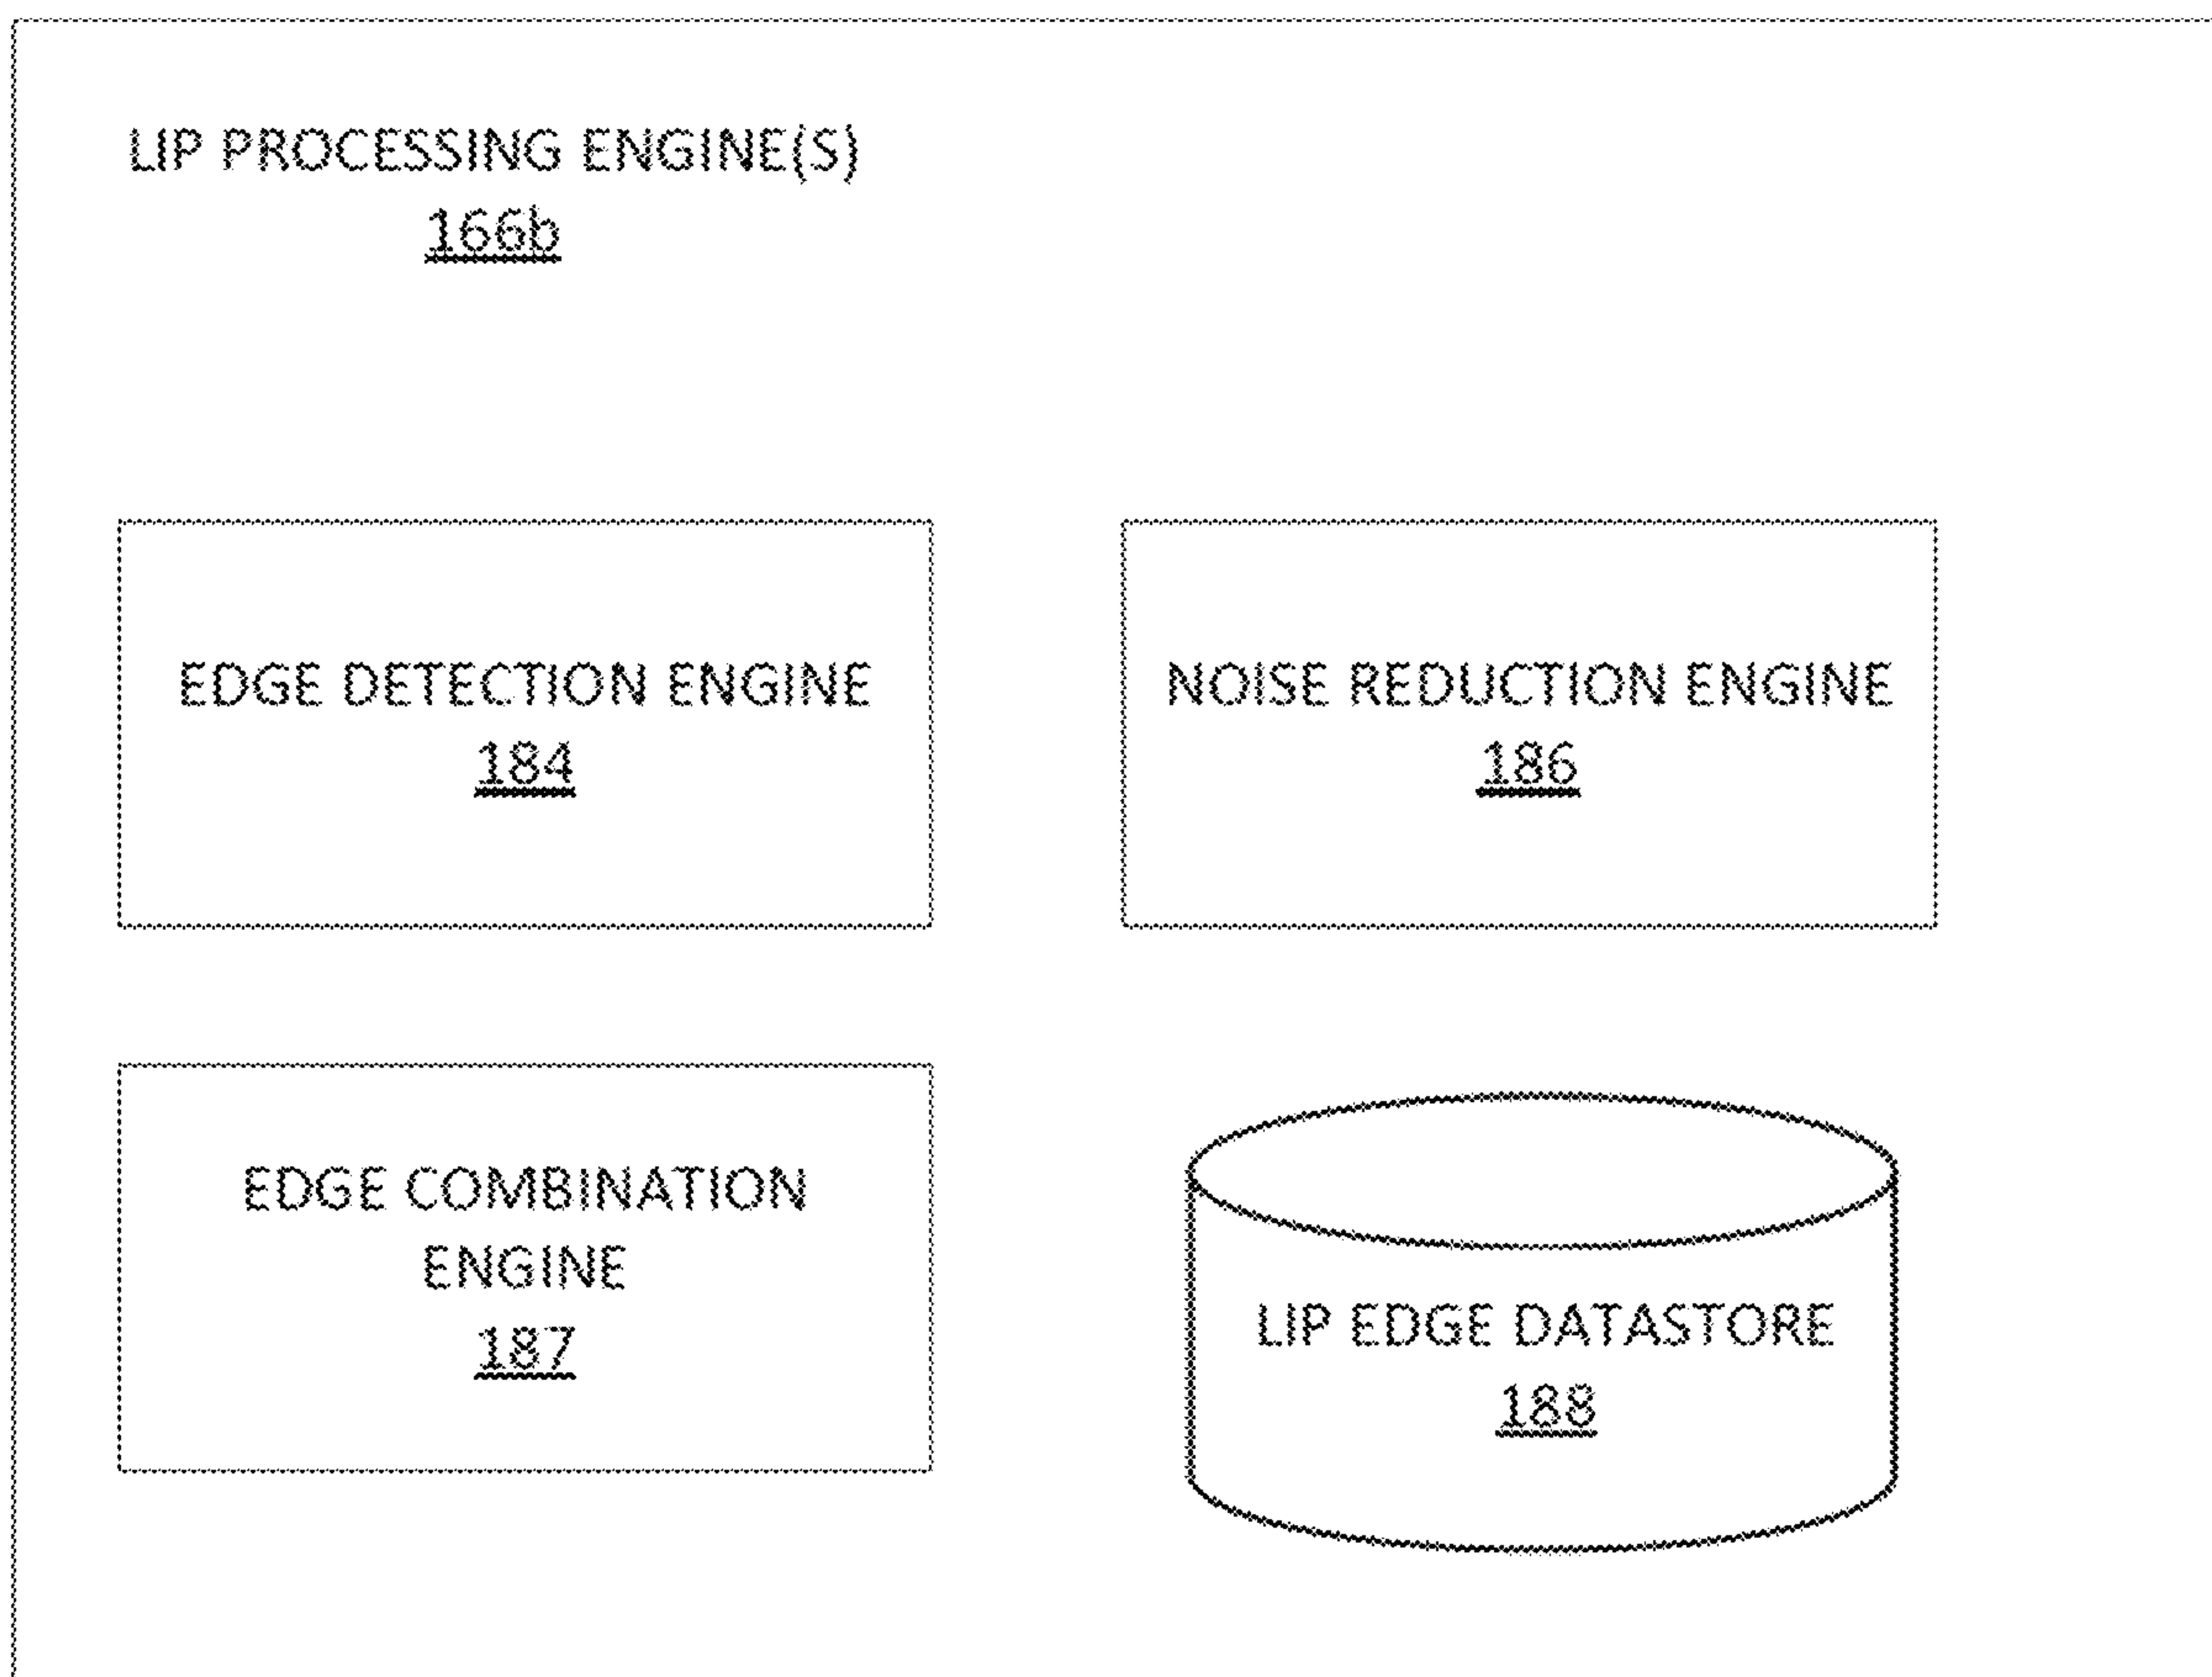 LIP PROCESSING ENGINE(S)
166b
EDGE DETECTION ENGINE
184
NOISE REDUCTION ENGINE
186
EDGE COMBINATION
ENGINE
187
LIP EDGE DATASTORE
188